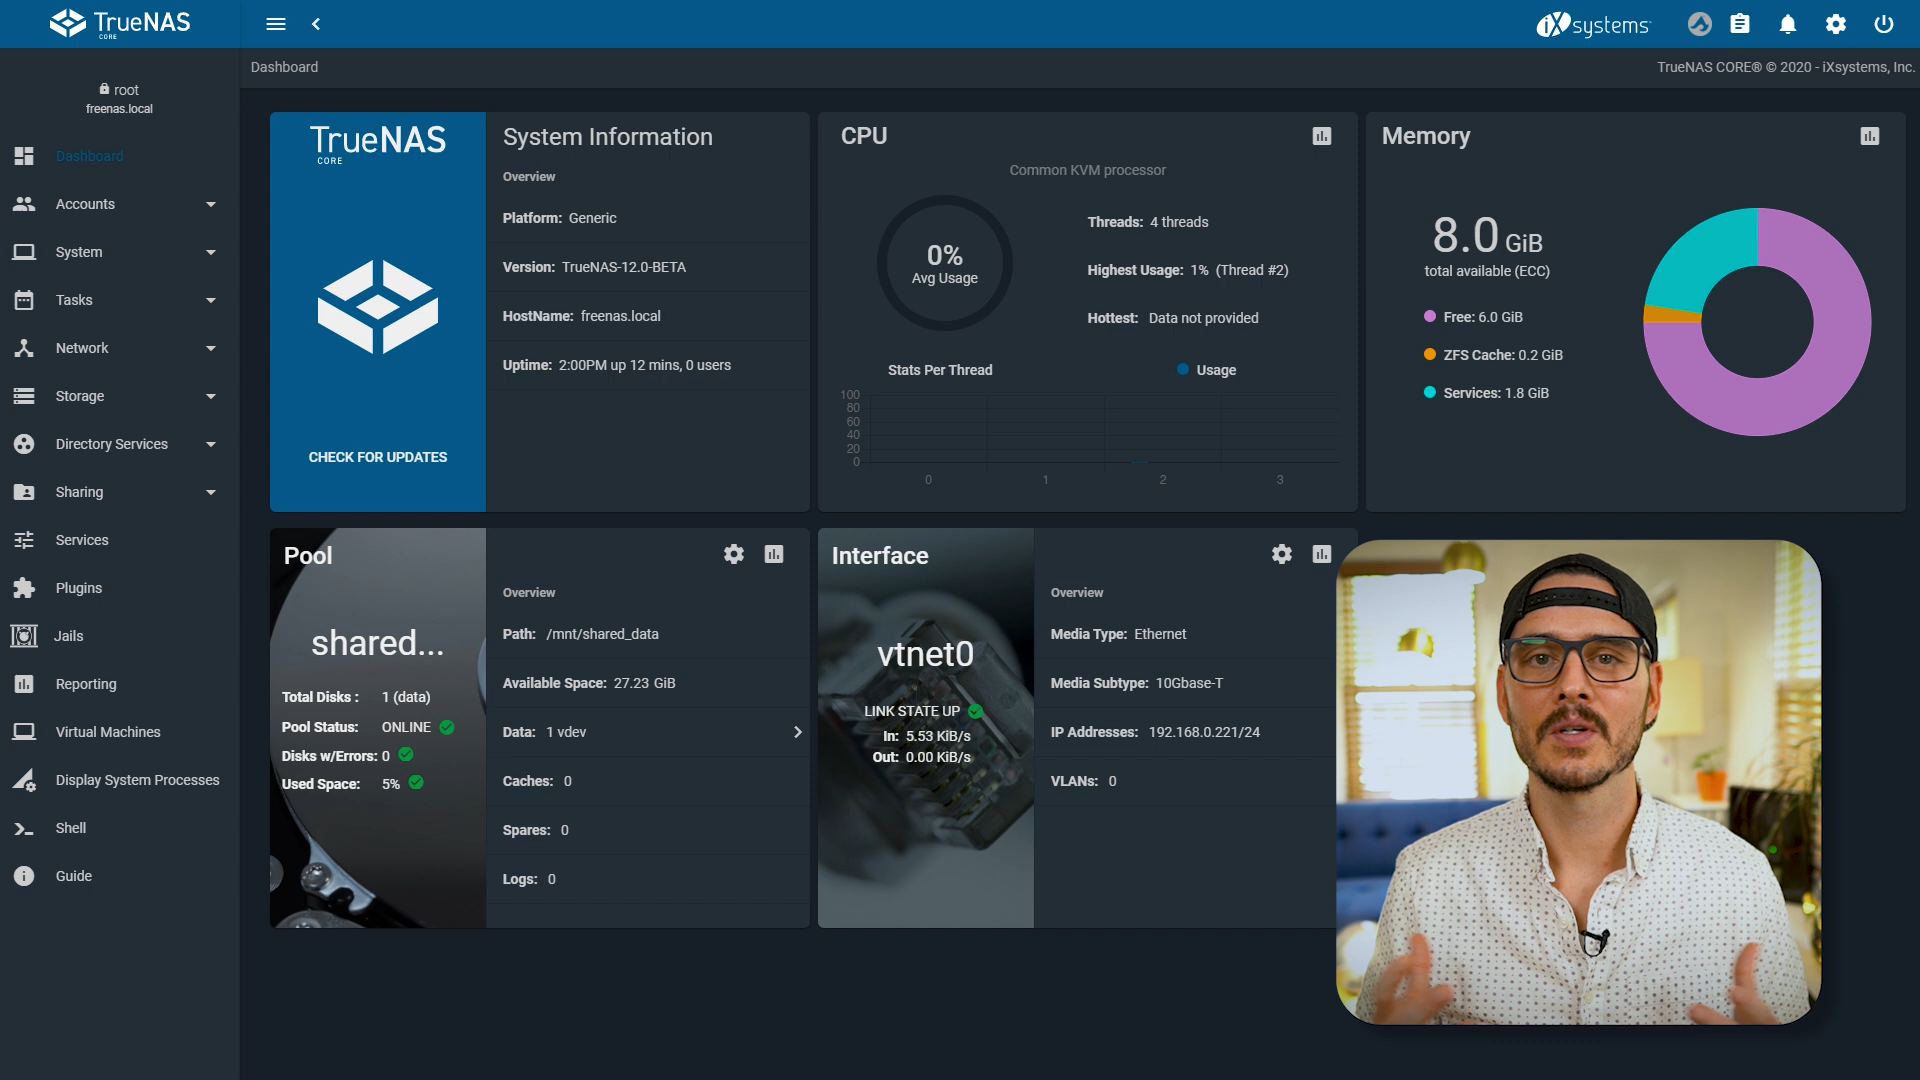 TrueNAS
CORE
iXsystems
Dashboard
TrueNAS CORE® © 2020 - iXsystems, Inc.
root
freenas.local
Dashboard
Accounts
System
Tasks
Network
Storage
Directory Services
Sharing
Services
Plugins
Jails
Reporting
Virtual Machines
Display System Processes
Shell
Guide
TrueNAS
CORE
CHECK FOR UPDATES
System Information
Overview
Platform: Generic
Version: TrueNAS-12.0-BETA
HostName: freenas.local
Uptime: 2:00PM up 12 mins, 0 users
CPU
Common KVM processor
0%
Avg Usage
Threads: 4 threads
Highest Usage: 1% (Thread #2)
Hottest: Data not provided
Stats Per Thread
Usage
100
80
60
40
20
0
0 1 2 3
Memory
8.0 GiB
total available (ECC)
Free: 6.0 GiB
ZFS Cache: 0.2 GiB
Services: 1.8 GiB
Pool
shared...
Total Disks : 1 (data)
Pool Status: ONLINE
Disks w/Errors: 0
Used Space: 5%
Overview
Path: /mnt/shared_data
Available Space: 27.23 GiB
Data: 1 vdev
Caches: 0
Spares: 0
Logs: 0
Interface
vtnet0
LINK STATE UP
In: 5.53 KiB/s
Out: 0.00 KiB/s
Overview
Media Type: Ethernet
Media Subtype: 10Gbase-T
IP Addresses: 192.168.0.221/24
VLANs: 0